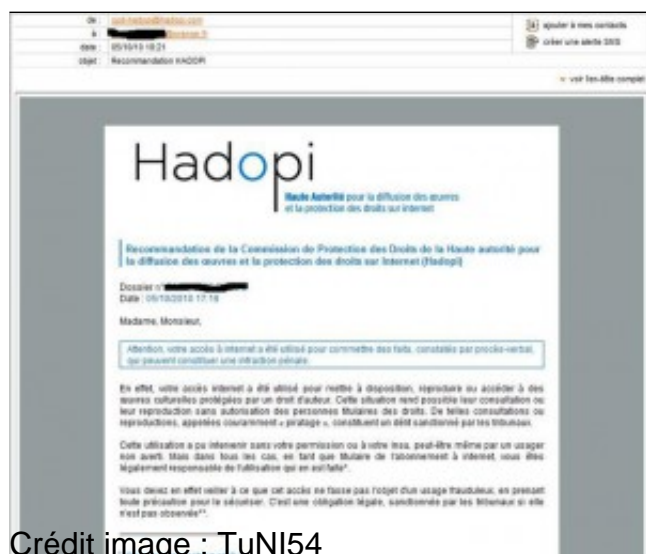 de :
à : @orange.fr
date : 05/10/10 18:21
objet : Recommandation HADOPI
ajouter à mes contacts
créer une alerte SMS
voir l'en-tête complet
Hadopi
Haute Autorité pour la diffusion des œuvres
et la protection des droits sur internet
Recommandation de la Commission de Protection des Droits de la Haute autorité pour
la diffusion des œuvres et la protection des droits sur Internet (Hadopi)
Dossier n°
Date : 05/10/2010 17:16
Madame, Monsieur,
Attention, votre accès à internet a été utilisé pour commettre des faits, constatés par procès-verbal,
qui peuvent constituer une infraction pénale.
En effet, votre accès internet a été utilisé pour mettre à disposition, reproduire ou accéder à des
œuvres culturelles protégées par un droit d'auteur. Cette situation rend possible leur consultation ou
leur reproduction sans autorisation des personnes titulaires des droits. De telles consultations ou
reproductions, appelées couramment « piratage », constituent un délit sanctionné par les tribunaux.
Cette utilisation a pu intervenir sans votre permission ou à votre insu, peut-être même par un usager
non averti. Mais dans tous les cas, en tant que titulaire de l'abonnement à internet, vous êtes
légalement responsable de l'utilisation qui en est faite*.
Vous devez en effet veiller à ce que cet accès ne fasse pas l'objet d'un usage frauduleux, en prenant
toute précaution pour le sécuriser. C'est une obligation légale, sanctionnée par les tribunaux si elle
n'est pas observée**.
Crédit image : TuNI54